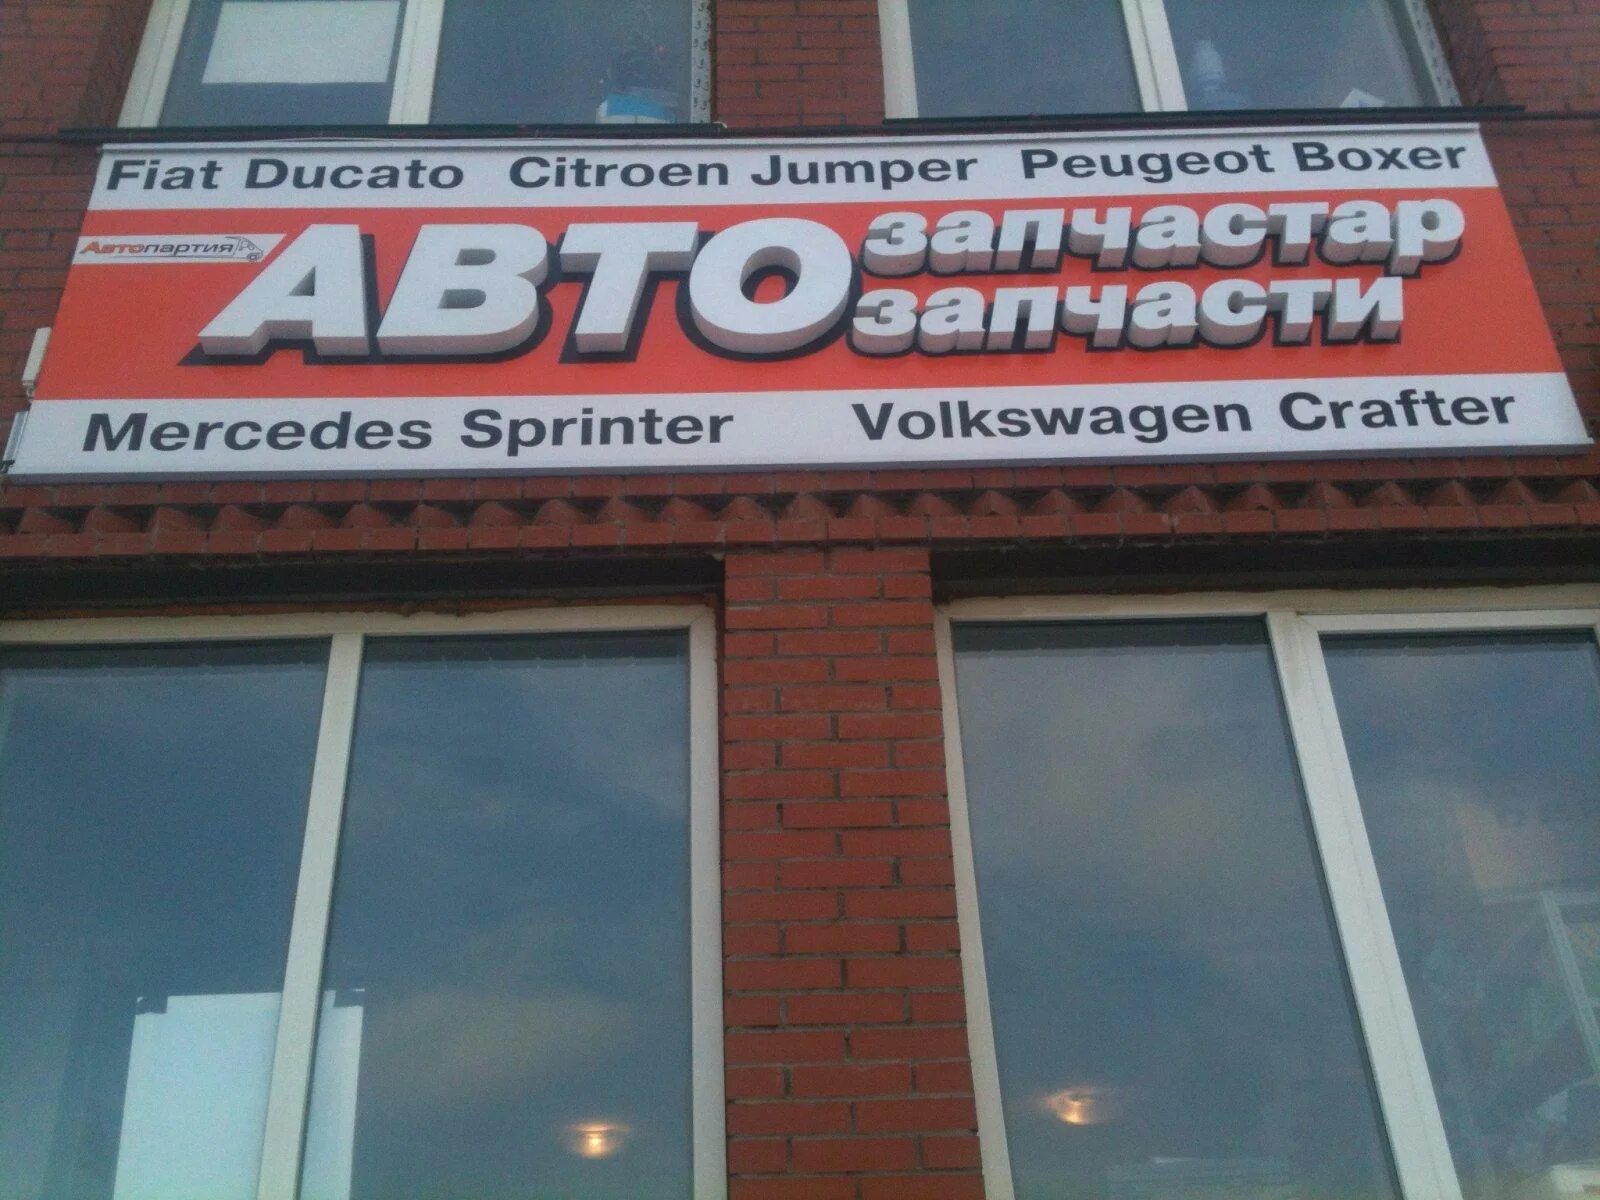 Fiat Ducato Citroen Jumper Peugeot Boxer
Автопартия
АВТО запчастар
запчасти
Mercedes Sprinter Volkswagen Crafter